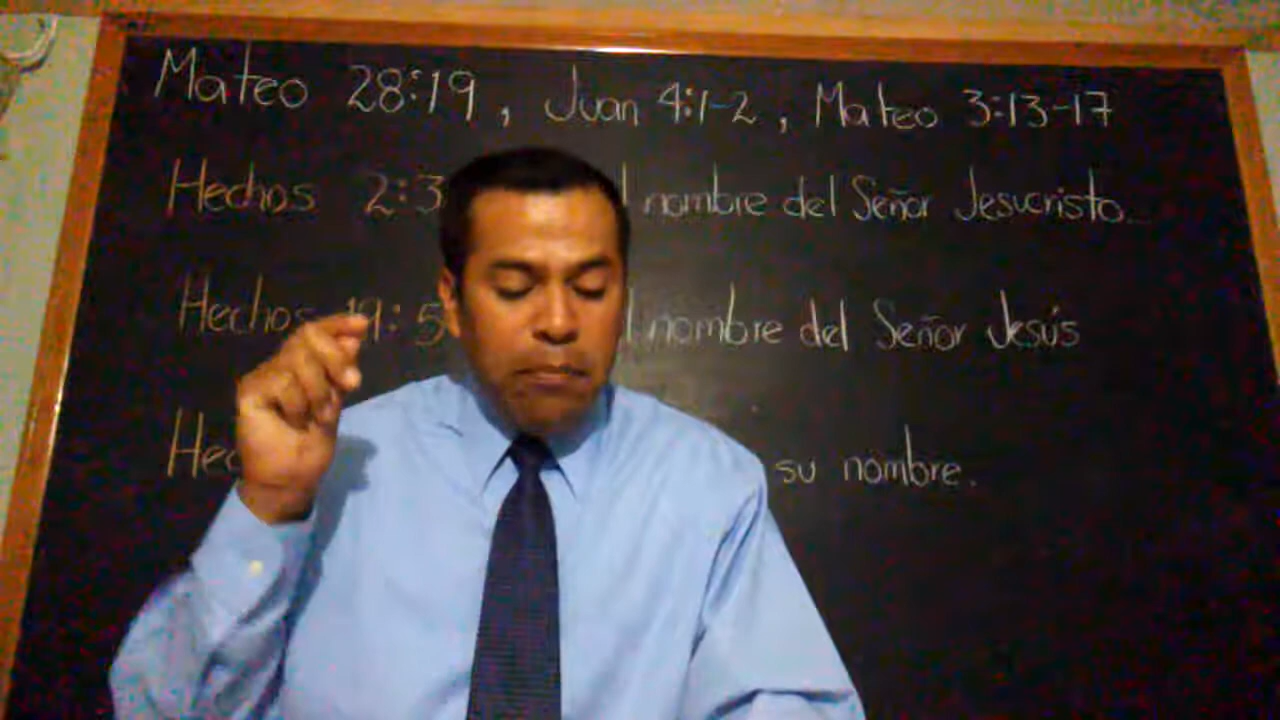 Mateo 28:19, Juan 4:1-2, Mateo 3:13-17
Hechos 2:3 nombre del Señor Jesucristo.
Hechos 19:5 nombre del Señor Jesús
su nombre.